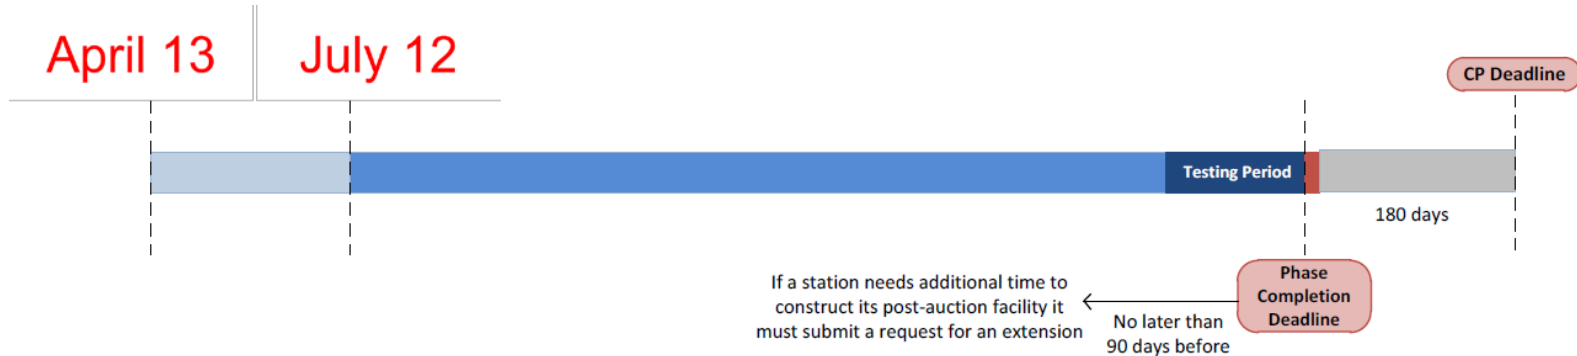 April 13
July 12
CP Deadline
Testing Period
180 days
If a station needs additional time to
construct its post-auction facility it
must submit a request for an extension
No later than
90 days before
Phase
Completion
Deadline